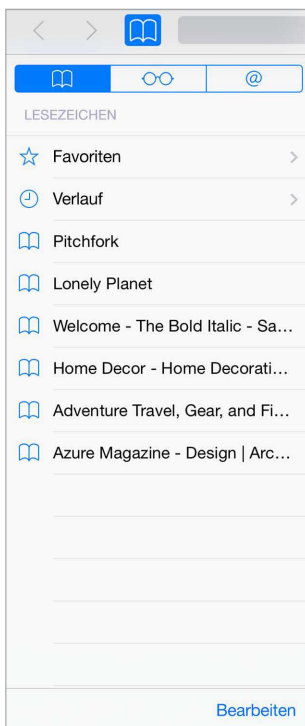 @
LESEZEICHEN
Favoriten
Verlauf
Pitchfork
Lonely Planet
Welcome - The Bold Italic - Sa...
Home Decor - Home Decorati...
Adventure Travel, Gear, and Fi...
Azure Magazine - Design | Arc...
Bearbeiten